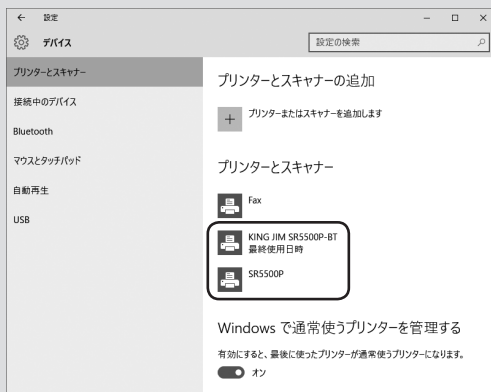 設定
デバイス
設定の検索
プリンターとスキャナー
接続中のデバイス
Bluetooth
マウスとタッチパッド
自動再生
USB
プリンターとスキャナーの追加
プリンターまたはスキャナーを追加します
プリンターとスキャナー
Fax
KING JIM SR5500P-BT
最終使用日時
SR5500P
Windows で通常使うプリンターを管理する
有効にすると、最後に使ったプリンターが通常使うプリンターになります。
オン